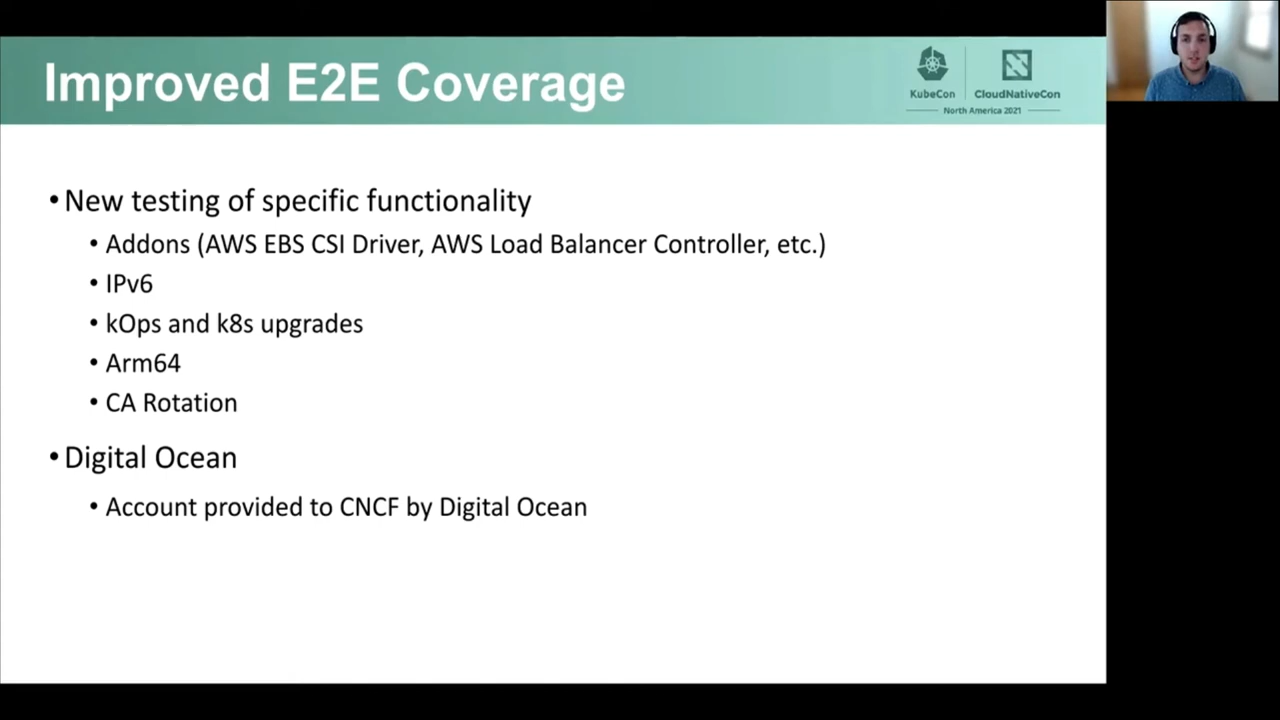 Improved E2E Coverage
KubeCon
CloudNativeCon
North America 2021
• New testing of specific functionality
• Addons (AWS EBS CSI Driver, AWS Load Balancer Controller, etc.)
• IPv6
• kOps and k8s upgrades
• Arm64
• CA Rotation
• Digital Ocean
• Account provided to CNCF by Digital Ocean